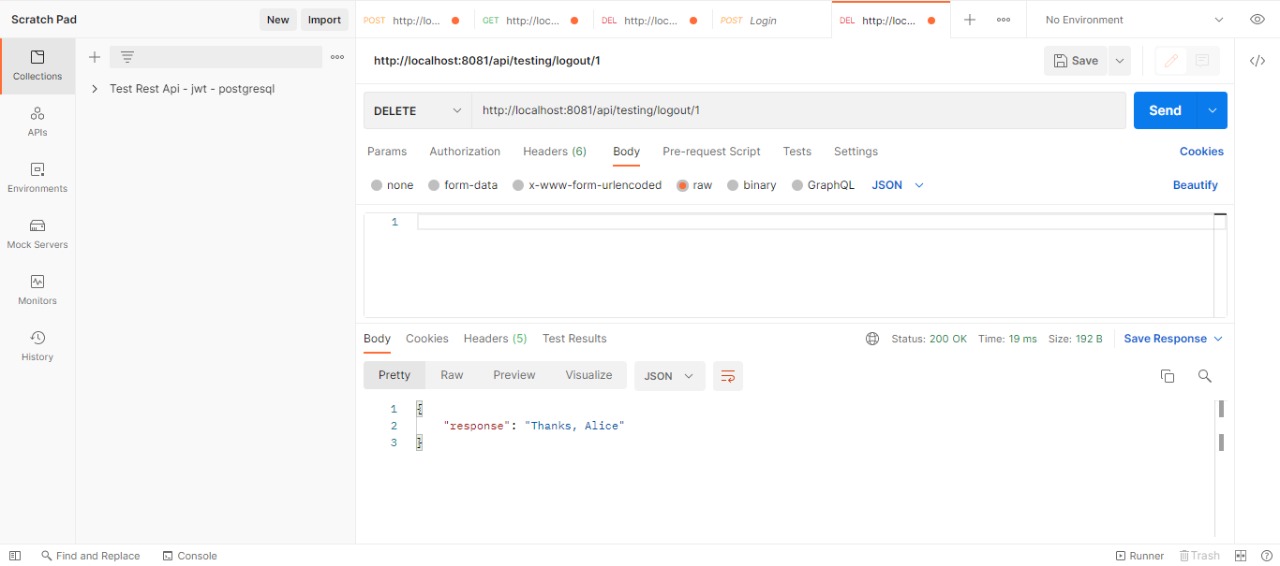 Scratch Pad
New
Import
POST http://lo...
GET http://loc...
DEL http://loc...
POST Login
DEL http://loc...
No Environment
Collections
APIs
Environments
Mock Servers
Monitors
History
Test Rest Api - jwt - postgresql
http://localhost:8081/api/testing/logout/1
Save
DELETE
http://localhost:8081/api/testing/logout/1
Send
Params Authorization Headers (6) Body Pre-request Script Tests Settings Cookies
none form-data x-www-form-urlencoded raw binary GraphQL JSON Beautify
1
Body Cookies Headers (5) Test Results Status: 200 OK Time: 19 ms Size: 192 B Save Response
Pretty Raw Preview Visualize JSON
1 {
2 "response": "Thanks, Alice"
3 }
Find and Replace Console Runner Trash